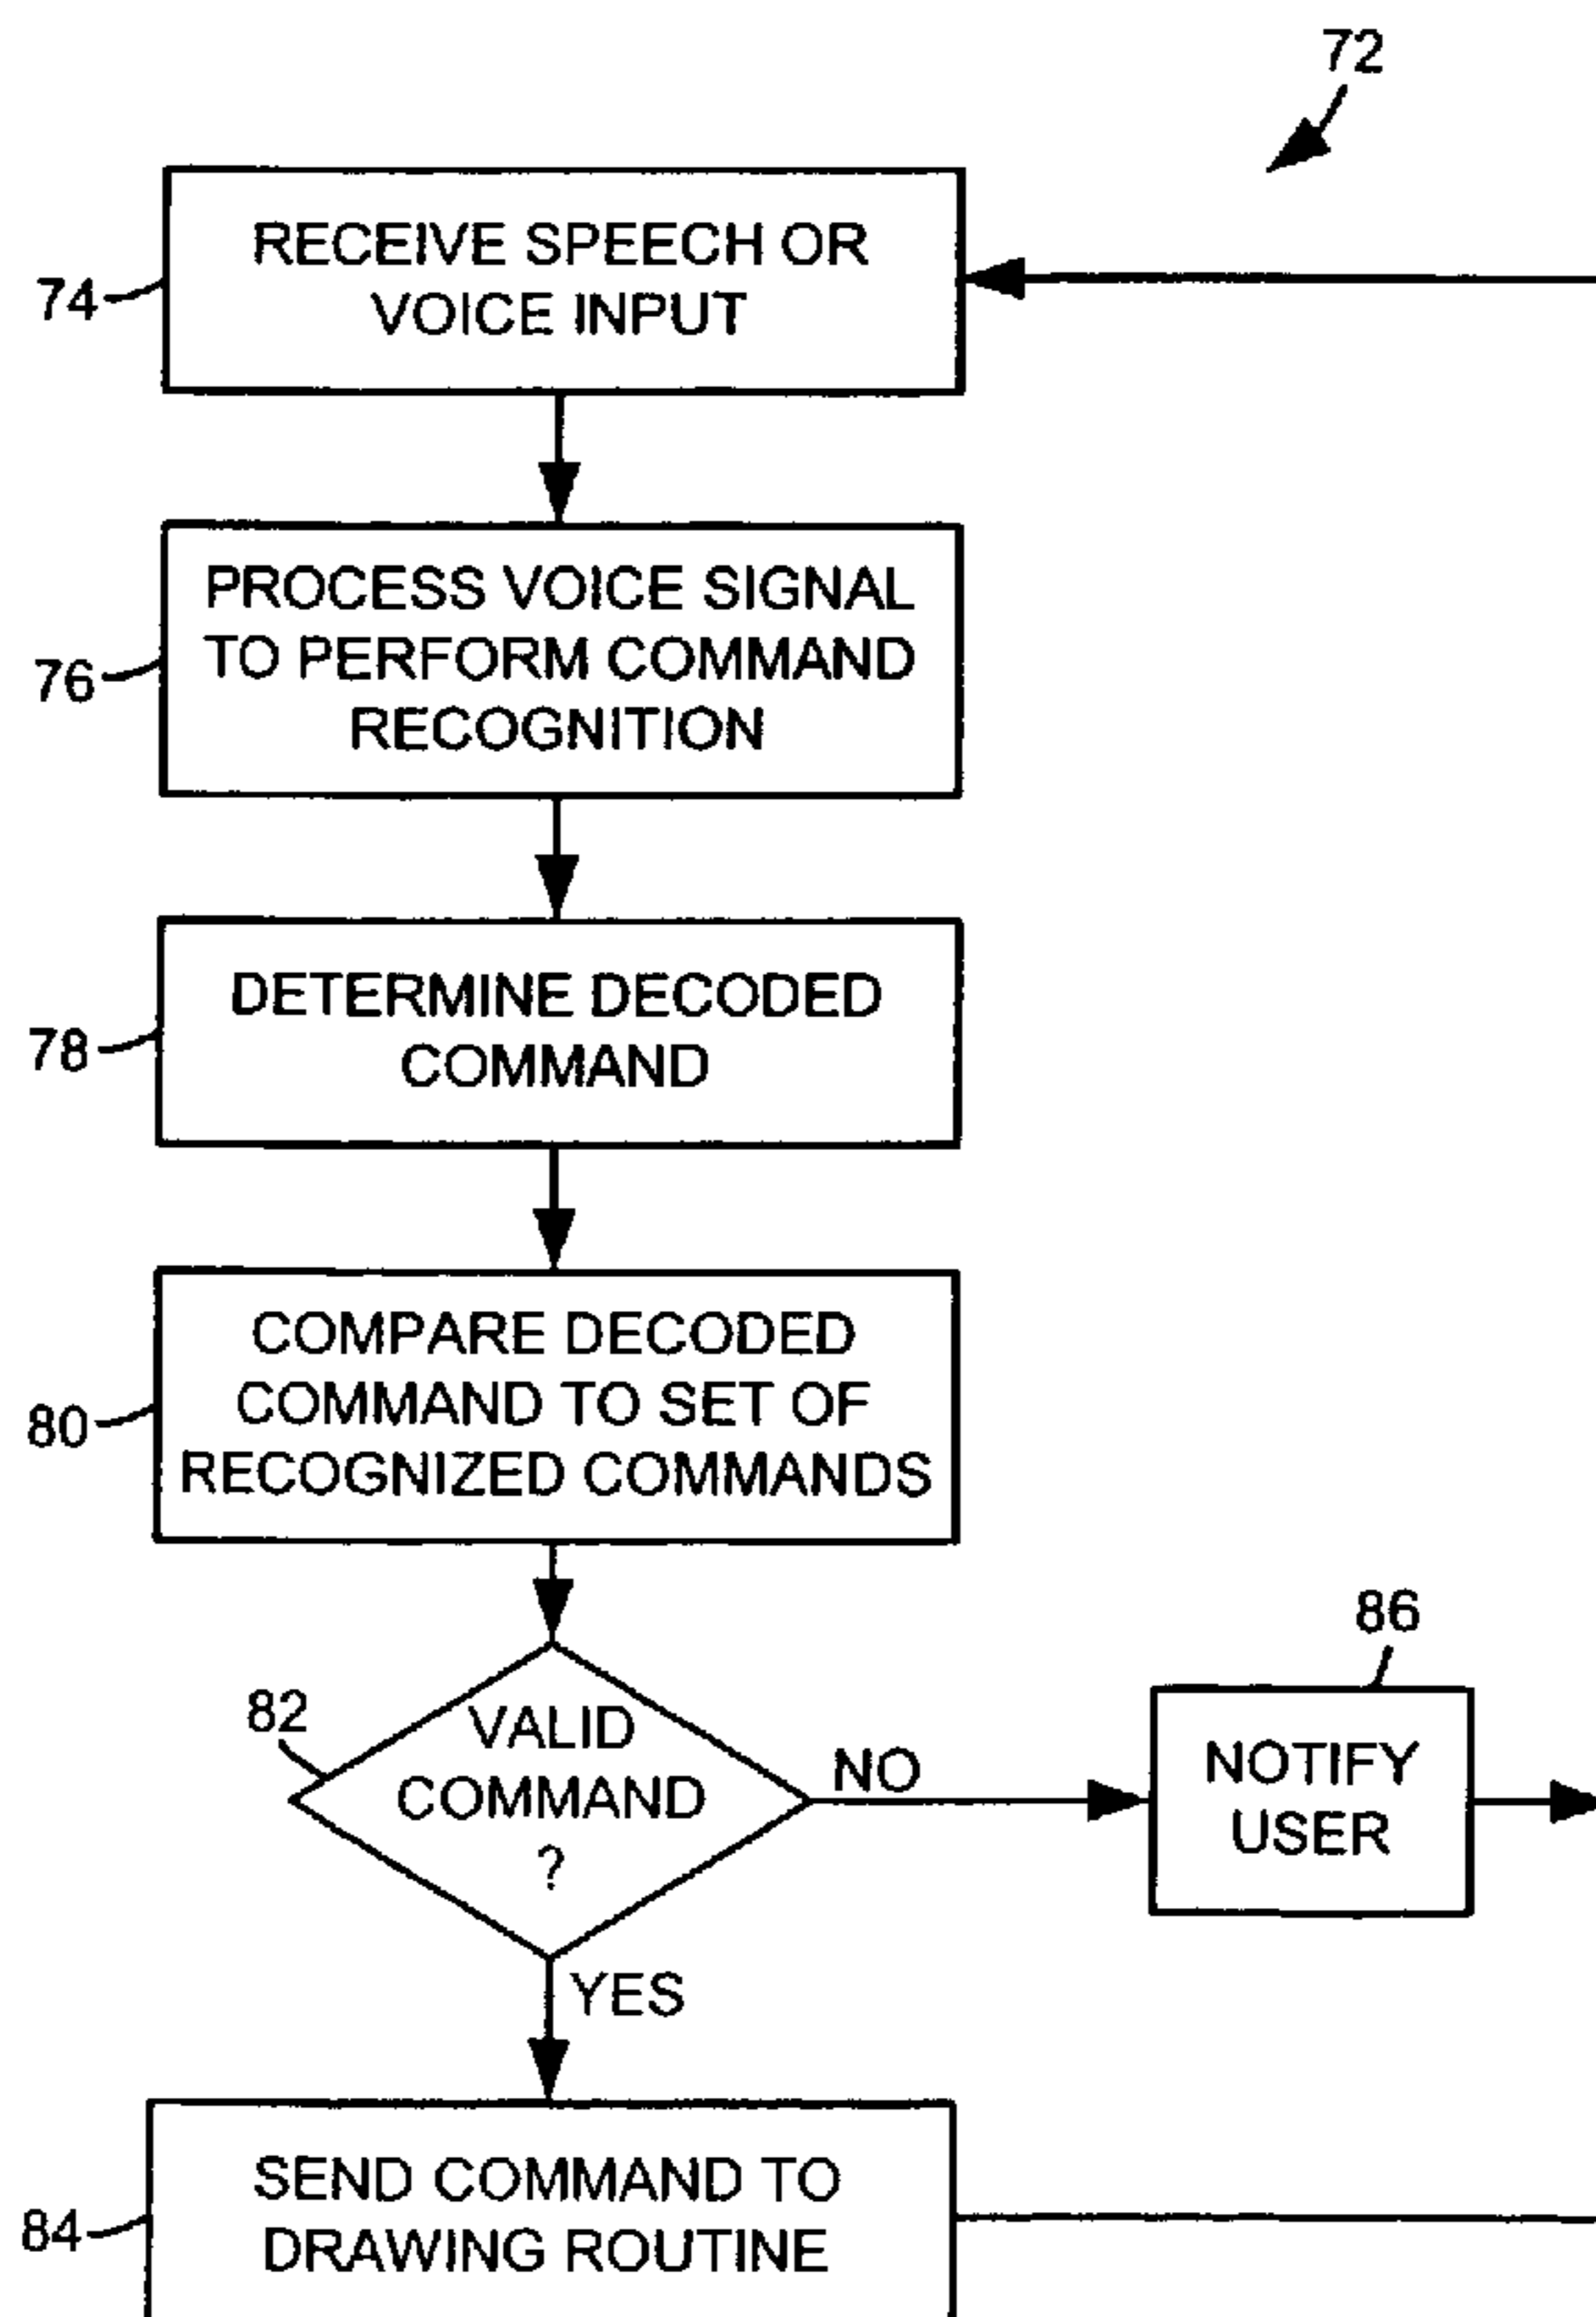 72
RECEIVE SPEECH OR
VOICE INPUT
74
PROCESS VOICE SIGNAL
TO PERFORM COMMAND
RECOGNITION
76
DETERMINE DECODED
COMMAND
78
COMPARE DECODED
COMMAND TO SET OF
RECOGNIZED COMMANDS
80
82
VALID
COMMAND
?
NO
86
NOTIFY
USER
YES
SEND COMMAND TO
DRAWING ROUTINE
84